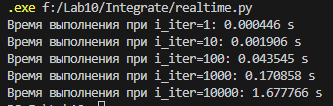 .exe f:/Lab10/Integrate/realtime.py
Время выполнения при i_iter=1: 0.000446 s
Время выполнения при i_iter=10: 0.001906 s
Время выполнения при i_iter=100: 0.043545 s
Время выполнения при i_iter=1000: 0.170858 s
Время выполнения при i_iter=10000: 1.677766 s